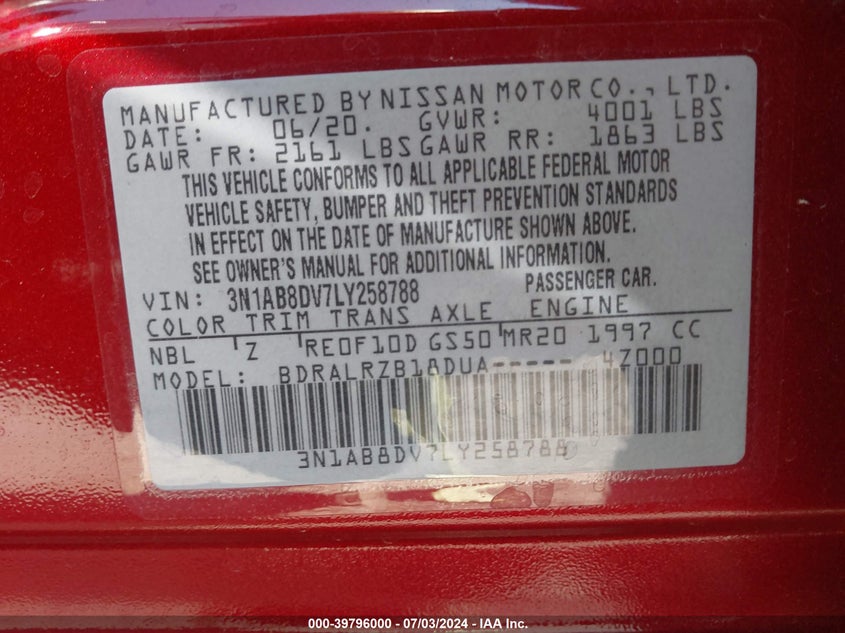 MANUFACTURED BY NISSAN MOTOR CO., LTD.
DATE: 06/20. GVWR: 4001 LBS
GAWR FR: 2161 LBS GAWR RR: 1863 LBS
THIS VEHICLE CONFORMS TO ALL APPLICABLE FEDERAL MOTOR
VEHICLE SAFETY, BUMPER AND THEFT PREVENTION STANDARDS
IN EFFECT ON THE DATE OF MANUFACTURE SHOWN ABOVE.
SEE OWNER'S MANUAL FOR ADDITIONAL INFORMATION.
VIN: 3N1AB8DV7LY258788 PASSENGER CAR.
COLOR TRIM TRANS AXLE ENGINE
NBL Z RE0F10D GS50 MR20 1997 CC
MODEL: BDRALRZB18DUA----- 4Z000
3N1AB8DV7LY258788
000-39796000 - 07/03/2024 - IAA Inc.